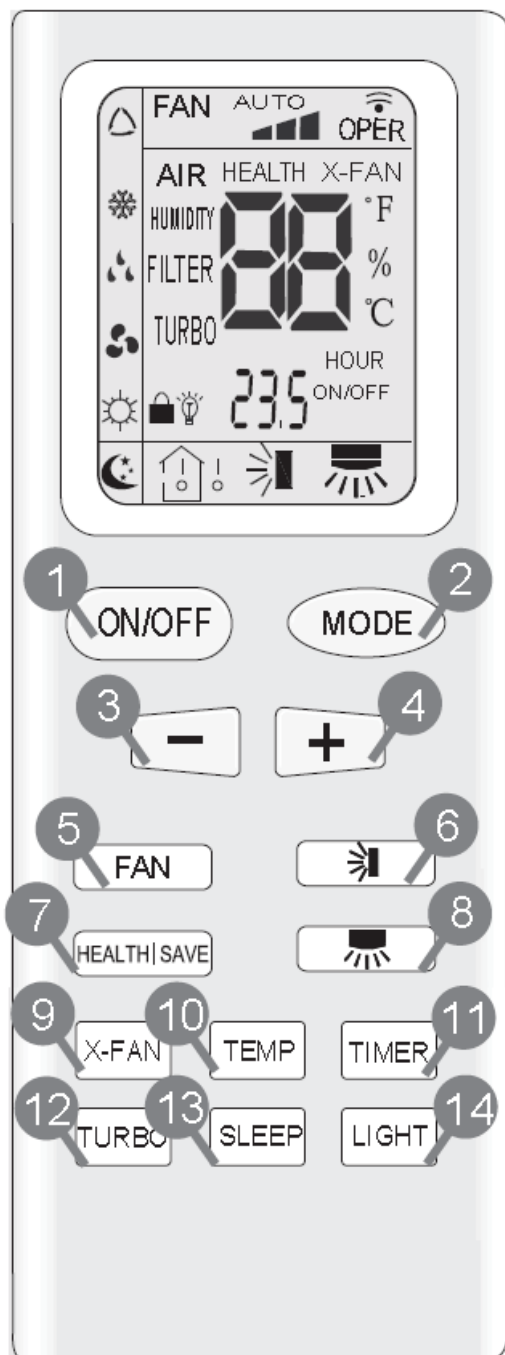 FAN AUTO OPER
AIR HEALTH X-FAN
HUMIDITY 88 °F
FILTER %
TURBO °C
HOUR
23.5 ON/OFF
1 2
ON/OFF MODE
3 4
− +
5 6
FAN
7 8
HEALTH|SAVE
9 10 11
X-FAN TEMP TIMER
12 13 14
TURBO SLEEP LIGHT